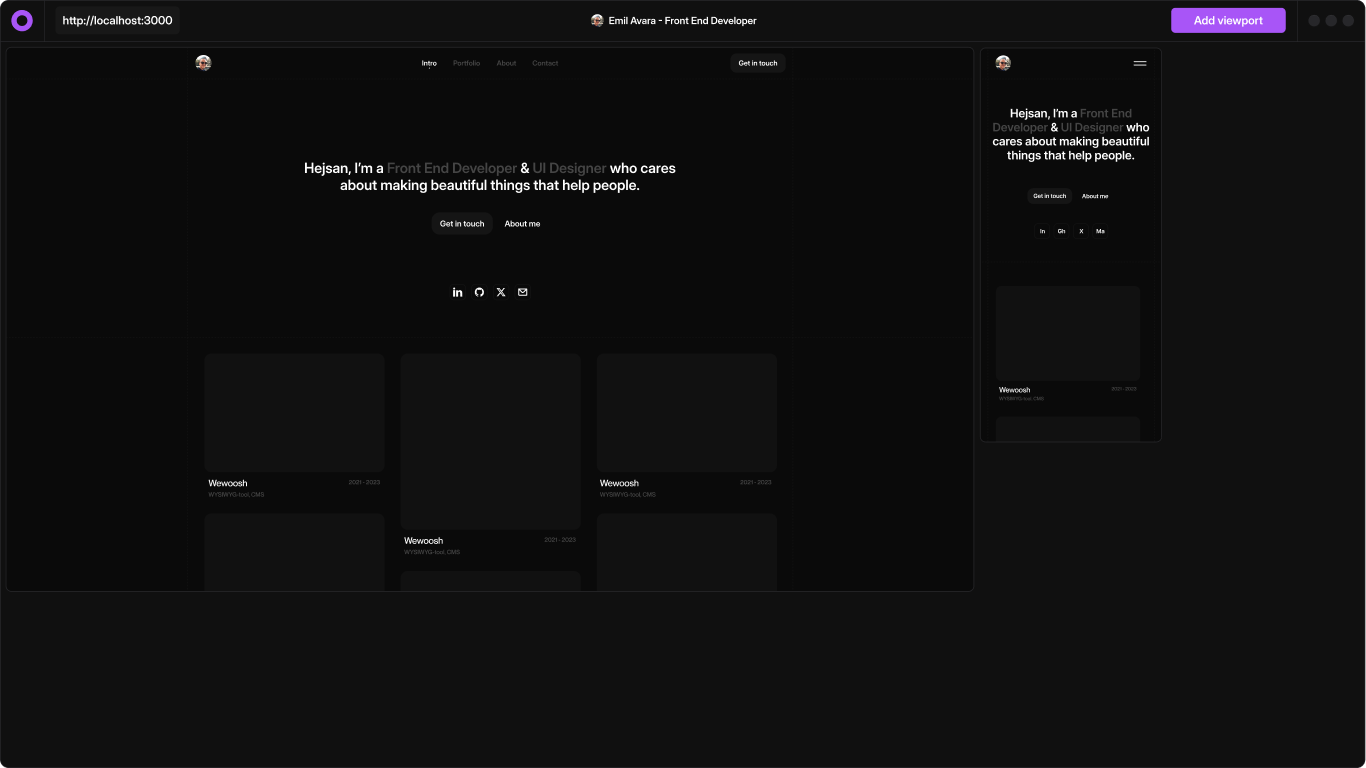 http://localhost:3000
Emil Avara - Front End Developer
Add viewport
Intro
Portfolio
About
Contact
Get in touch
Hejsan, I'm a Front End Developer & UI Designer who cares
about making beautiful things that help people.
Get in touch
About me
Wewoosh
2021 - 2023
WYSIWYG-tool, CMS
Wewoosh
2021 - 2023
WYSIWYG-tool, CMS
Wewoosh
2021 - 2023
WYSIWYG-tool, CMS
Hejsan, I'm a Front End
Developer & UI Designer who
cares about making beautiful
things that help people.
Get in touch
About me
In
Gh
X
Ma
Wewoosh
2021 - 2023
WYSIWYG-tool, CMS